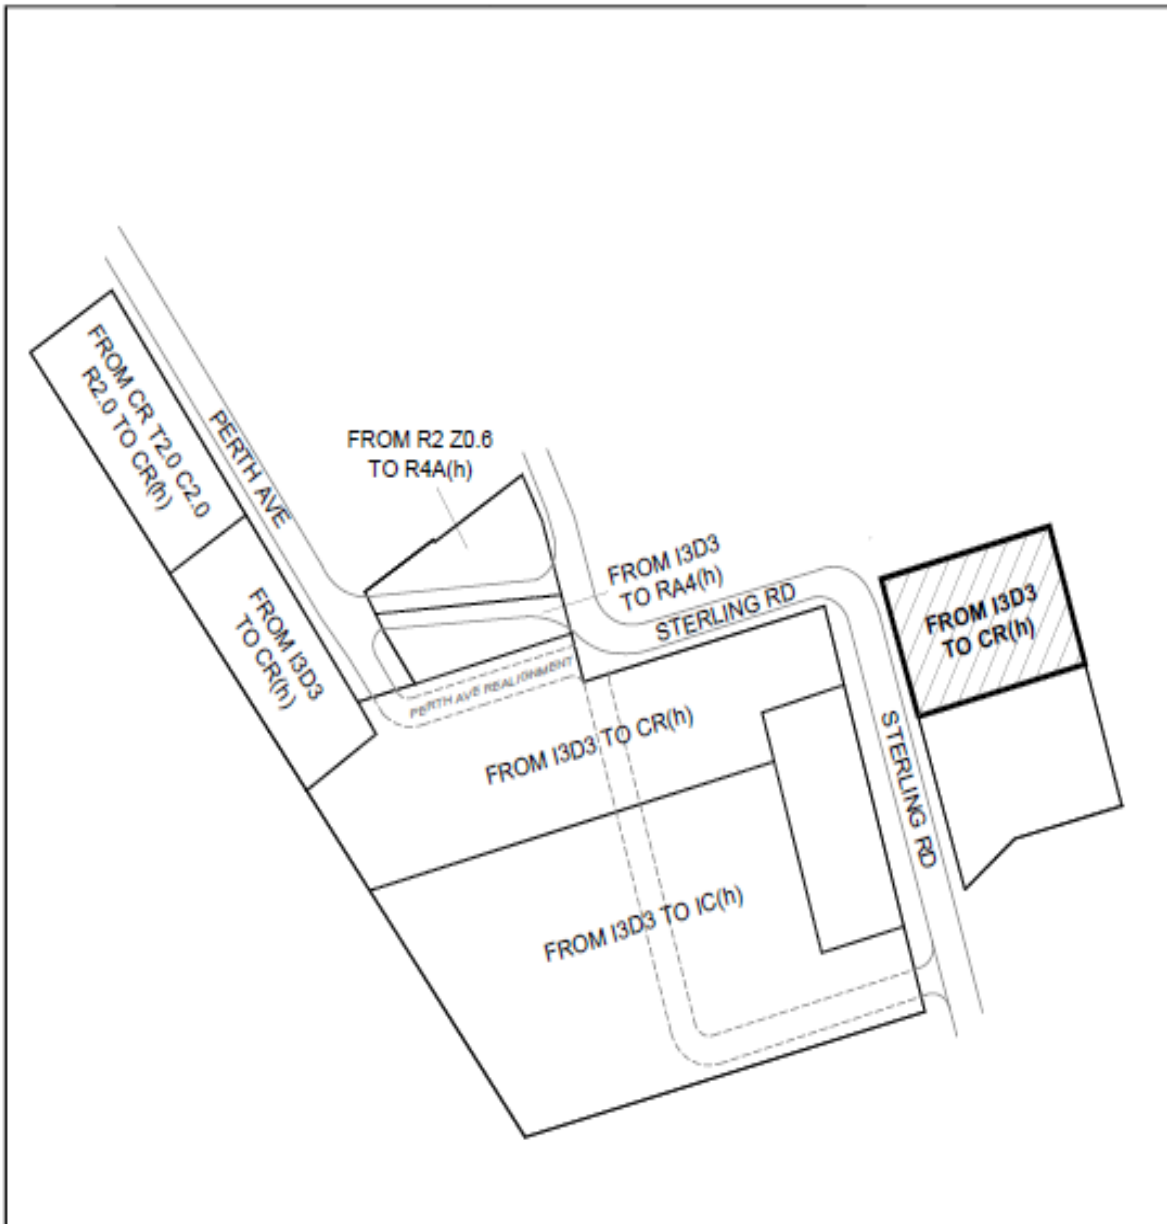 FROM CR T2.0 C2.0
R2.0 TO CR(h)
PERTH AVE
FROM R2 Z0.6
TO R4A(h)
FROM I3D3
TO RA4(h)
STERLING RD
FROM I3D3
TO CR(h)
FROM I3D3
TO CR(h)
PERTH AVE REALIGNMENT
FROM I3D3 TO CR(h)
STERLING RD
FROM I3D3 TO IC(h)